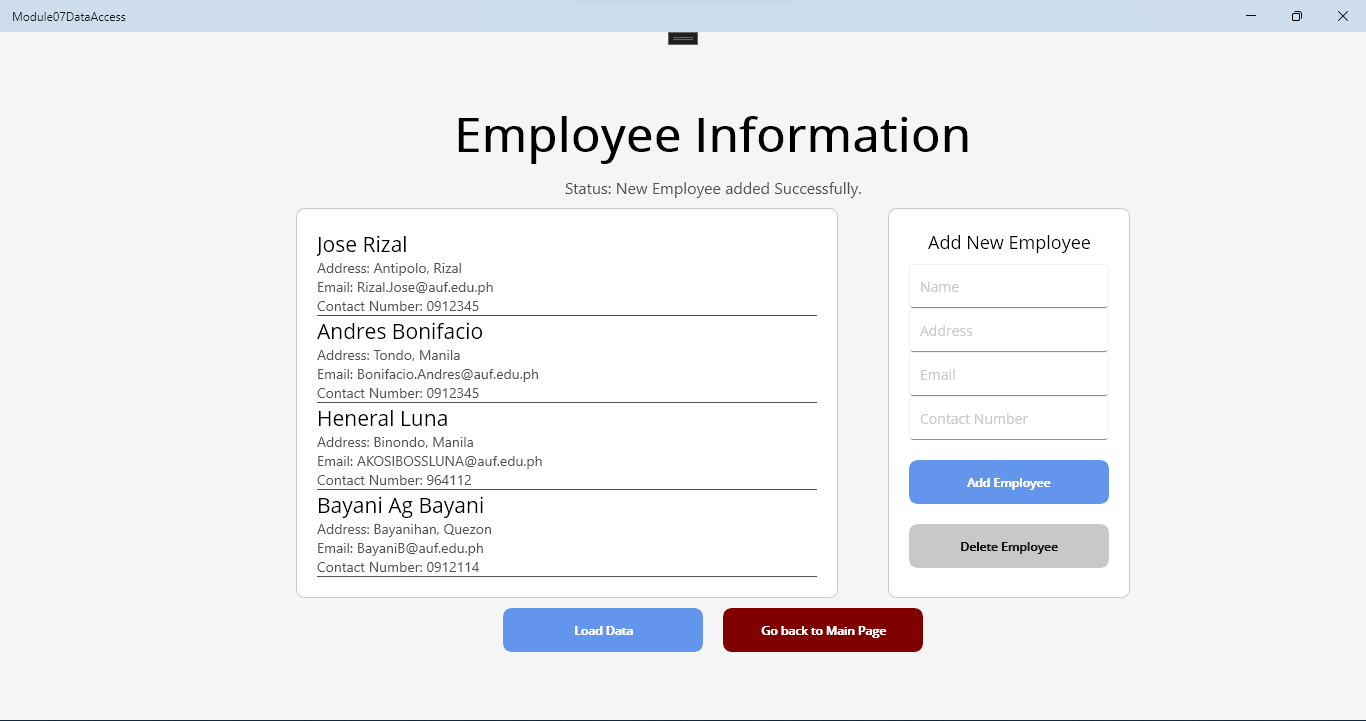 Module07DataAccess
Employee Information
Status: New Employee added Successfully.
Jose Rizal
Address: Antipolo, Rizal
Email: Rizal.Jose@auf.edu.ph
Contact Number: 0912345
Andres Bonifacio
Address: Tondo, Manila
Email: Bonifacio.Andres@auf.edu.ph
Contact Number: 0912345
Heneral Luna
Address: Binondo, Manila
Email: AKOSIBOSSLUNA@auf.edu.ph
Contact Number: 964112
Bayani Ag Bayani
Address: Bayanihan, Quezon
Email: BayaniB@auf.edu.ph
Contact Number: 0912114
Add New Employee
Name
Address
Email
Contact Number
Add Employee
Delete Employee
Load Data
Go back to Main Page